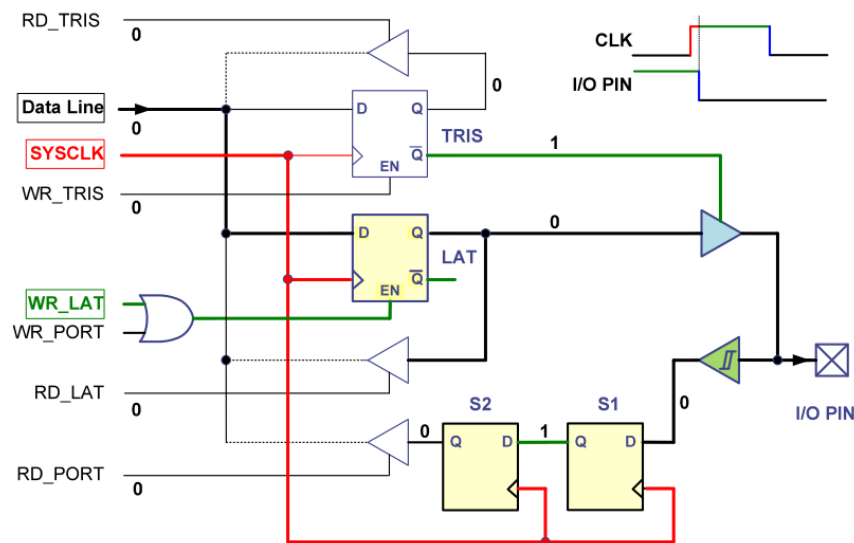 RD_TRIS
0
CLK
I/O PIN
0
Data Line
0
D Q
TRIS
SYSCLK
Q
1
EN
WR_TRIS
0
D Q
0
LAT
Q
EN
WR_LAT
WR_PORT
RD_LAT
0
S2
S1
0
I/O PIN
0
Q D
1
Q D
RD_PORT
0